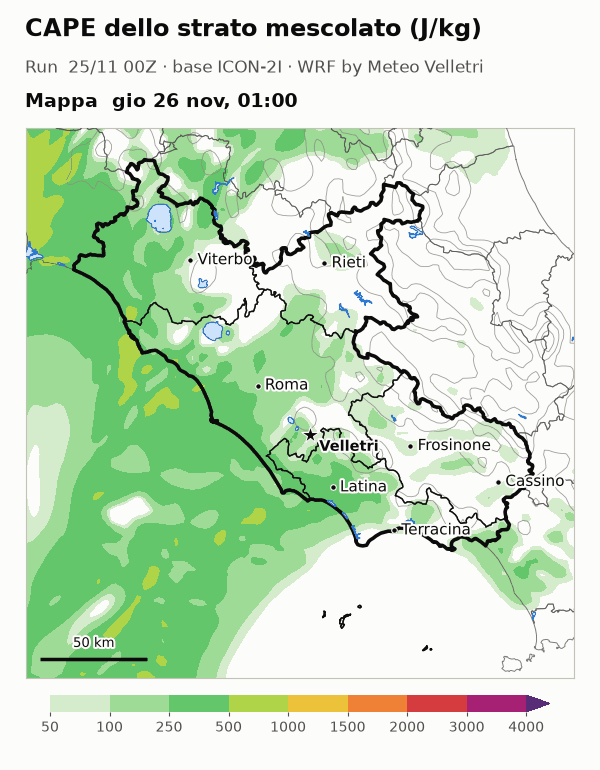 CAPE dello strato mescolato (J/kg)
Run 25/11 00Z · base ICON-2I · WRF by Meteo Velletri
Mappa gio 26 nov, 01:00
Viterbo
Rieti
Roma
Velletri
Frosinone
Cassino
Latina
Terracina
50 km
50 100 250 500 1000 1500 2000 3000 4000